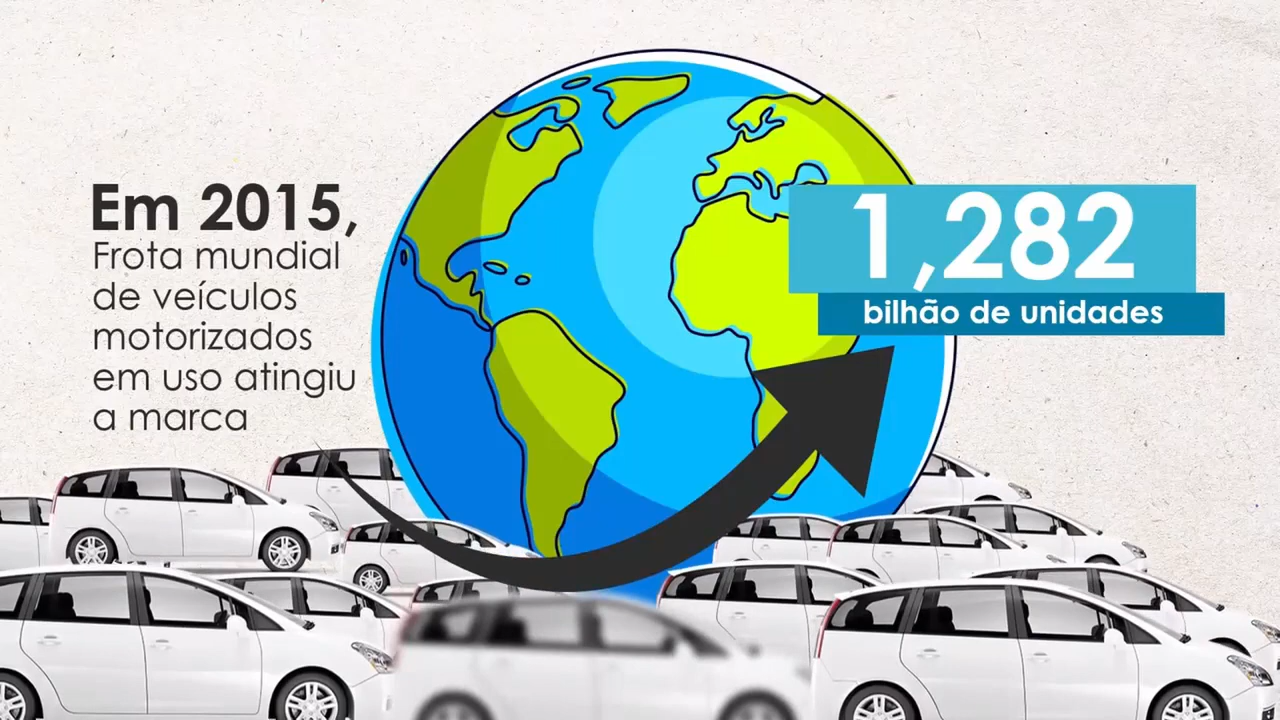 Em 2015,
Frota mundial
de veículos
motorizados
em uso atingiu
a marca
1,282
bilhão de unidades